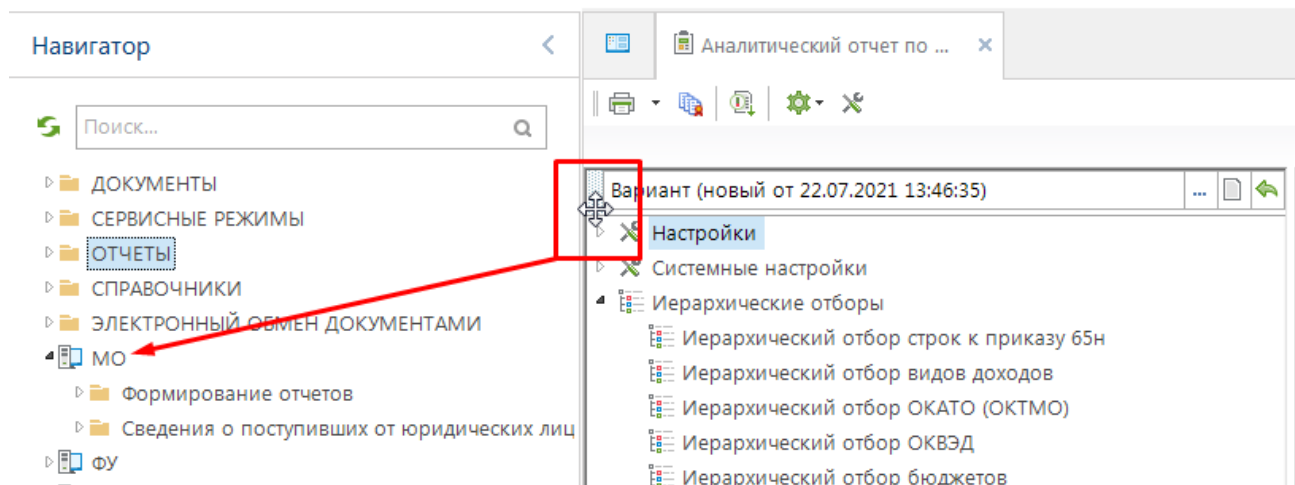 Навигатор
Аналитический отчет по ...
Поиск...
ДОКУМЕНТЫ
СЕРВИСНЫЕ РЕЖИМЫ
ОТЧЕТЫ
СПРАВОЧНИКИ
ЭЛЕКТРОННЫЙ ОБМЕН ДОКУМЕНТАМИ
МО
Формирование отчетов
Сведения о поступивших от юридических лиц
ФУ
Вариант (новый от 22.07.2021 13:46:35)
...
Настройки
Системные настройки
Иерархические отборы
Иерархический отбор строк к приказу 65н
Иерархический отбор видов доходов
Иерархический отбор ОКАТО (ОКТМО)
Иерархический отбор ОКВЭД
Иерархический отбор бюджетов